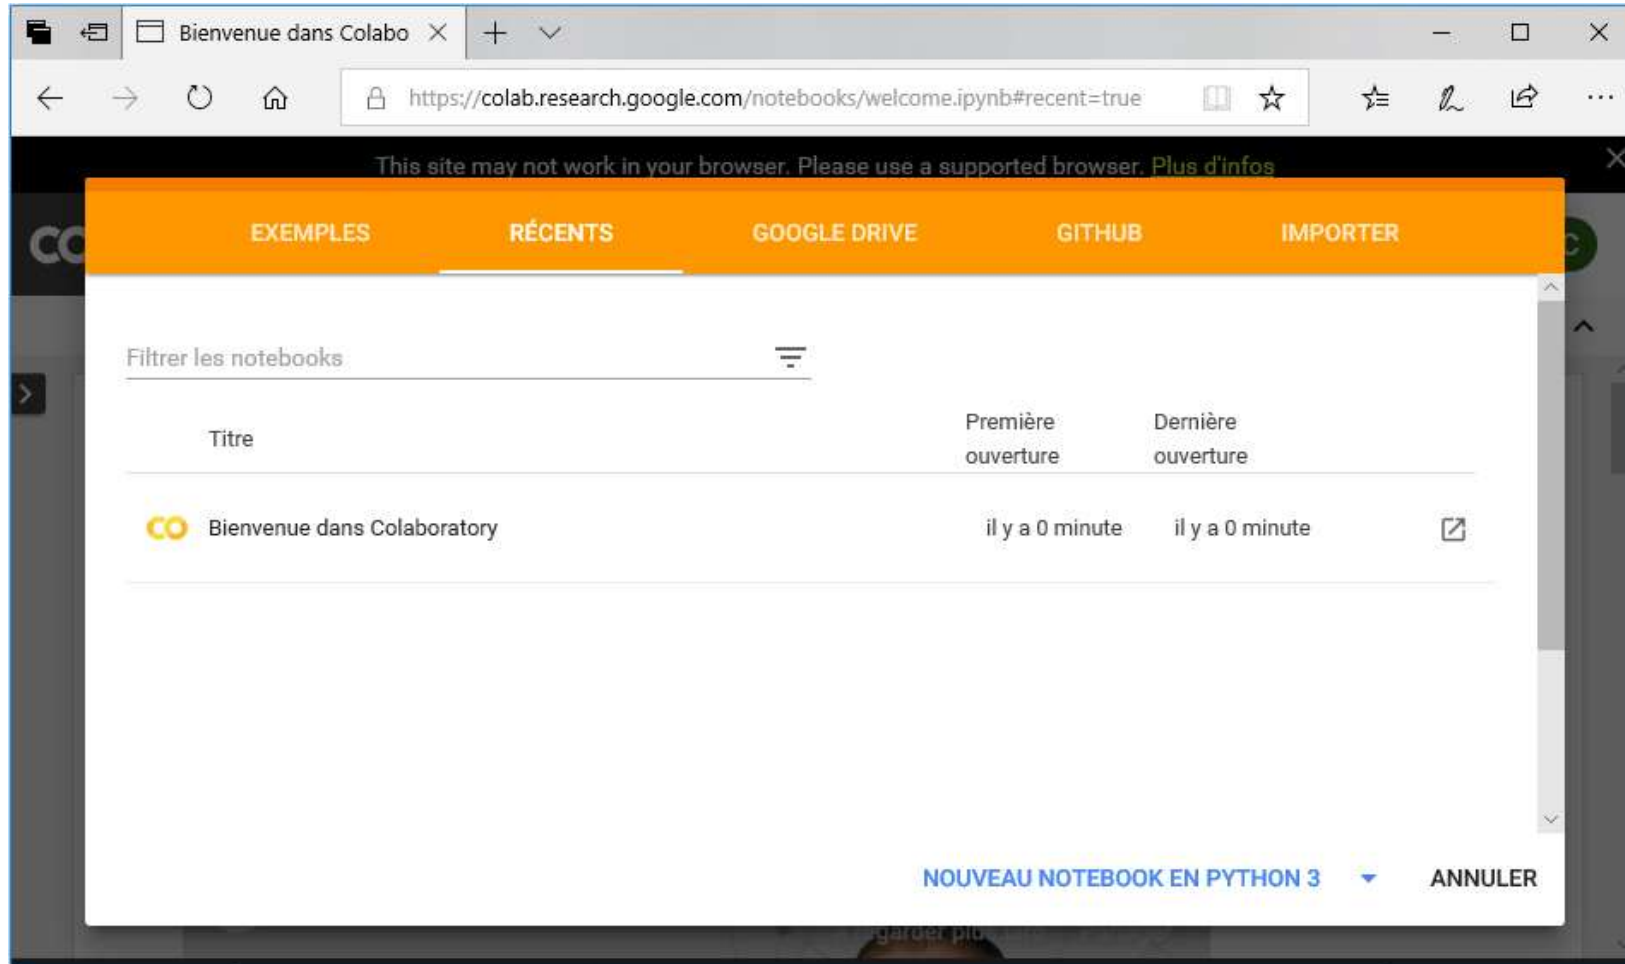 Bienvenue dans Colabo
https://colab.research.google.com/notebooks/welcome.ipynb#recent=true
This site may not work in your browser. Please use a supported browser. Plus d'infos
CO
C
EXEMPLES RÉCENTS GOOGLE DRIVE GITHUB IMPORTER
Filtrer les notebooks
Titre
Première
ouverture
Dernière
ouverture
CO Bienvenue dans Colaboratory il y a 0 minute il y a 0 minute
NOUVEAU NOTEBOOK EN PYTHON 3 ANNULER